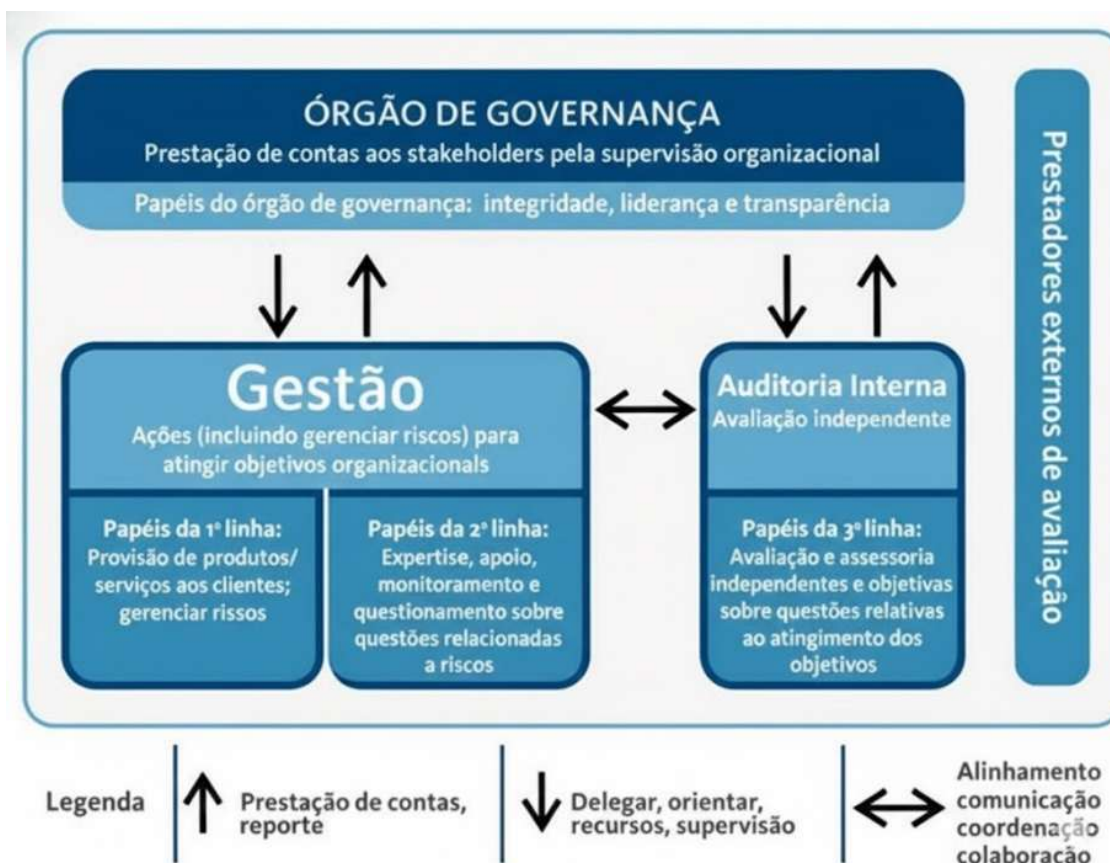 ÓRGÃO DE GOVERNANÇA
Prestação de contas aos stakeholders pela supervisão organizacional
Papéis do órgão de governança: integridade, liderança e transparência
Gestão
Ações (incluindo gerenciar riscos) para
atingir objetivos organizacionals
Papéis da 1º linha:
Provisão de produtos/
serviços aos clientes;
gerenciar rissos
Papéis da 2º linha:
Expertise, apoio,
monitoramento e
questionamento sobre
questões relacionadas
a riscos
Auditoria Interna
Avaliação independente
Papéis da 3º linha:
Avaliação e assessoria
independentes e objetivas
sobre questões relativas
ao atingimento dos
objetivos
Prestadores externos de avaliação
Legenda
Prestação de contas,
reporte
Delegar, orientar,
recursos, supervisão
Alinhamento
comunicação
coordenação
colaboração